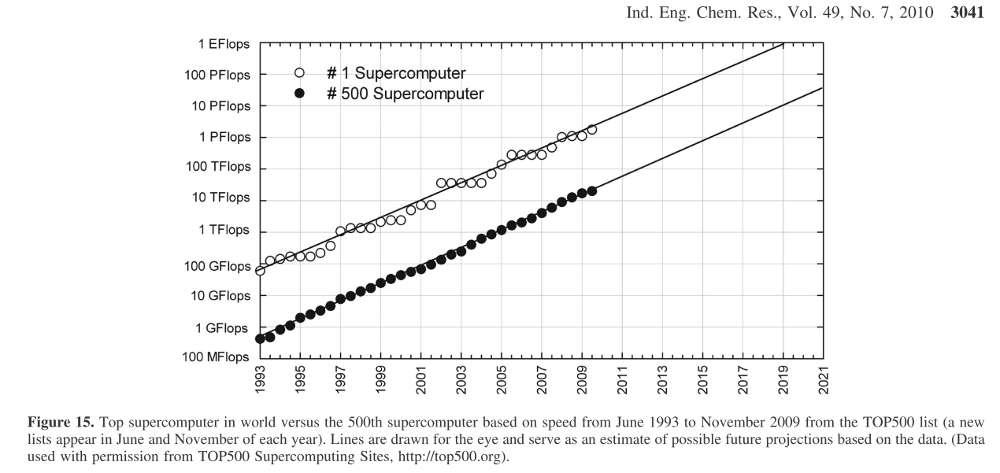 Ind. Eng. Chem. Res., Vol. 49, No. 7, 2010 3041
1 EFlops
100 PFlops
10 PFlops
1 PFlops
100 TFlops
10 TFlops
1 TFlops
100 GFlops
10 GFlops
1 GFlops
100 MFlops
# 1 Supercomputer
# 500 Supercomputer
1993
1995
1997
1999
2001
2003
2005
2007
2009
2011
2013
2015
2017
2019
2021
Figure 15. Top supercomputer in world versus the 500th supercomputer based on speed from June 1993 to November 2009 from the TOP500 list (a new
lists appear in June and November of each year). Lines are drawn for the eye and serve as an estimate of possible future projections based on the data. (Data
used with permission from TOP500 Supercomputing Sites, http://top500.org).